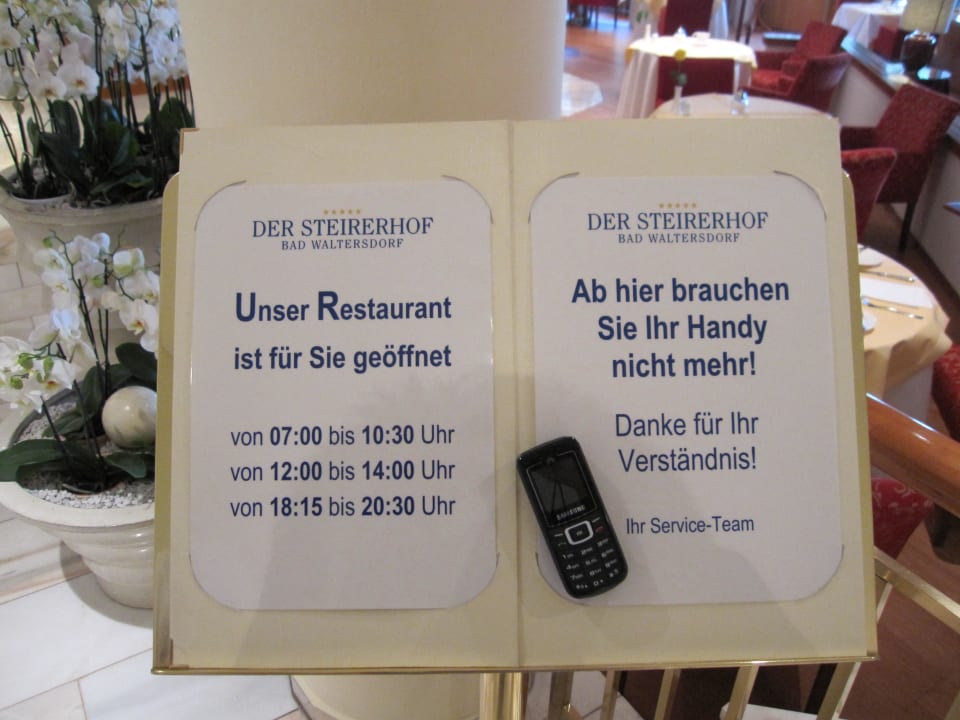 ★★★★★
DER STEIRERHOF
BAD WALTERSDORF
Unser Restaurant
ist für Sie geöffnet
von 07:00 bis 10:30 Uhr
von 12:00 bis 14:00 Uhr
von 18:15 bis 20:30 Uhr
★★★★★
DER STEIRERHOF
BAD WALTERSDORF
Ab hier brauchen
Sie Ihr Handy
nicht mehr!
Danke für Ihr
Verständnis!
Ihr Service-Team
SAMSUNG